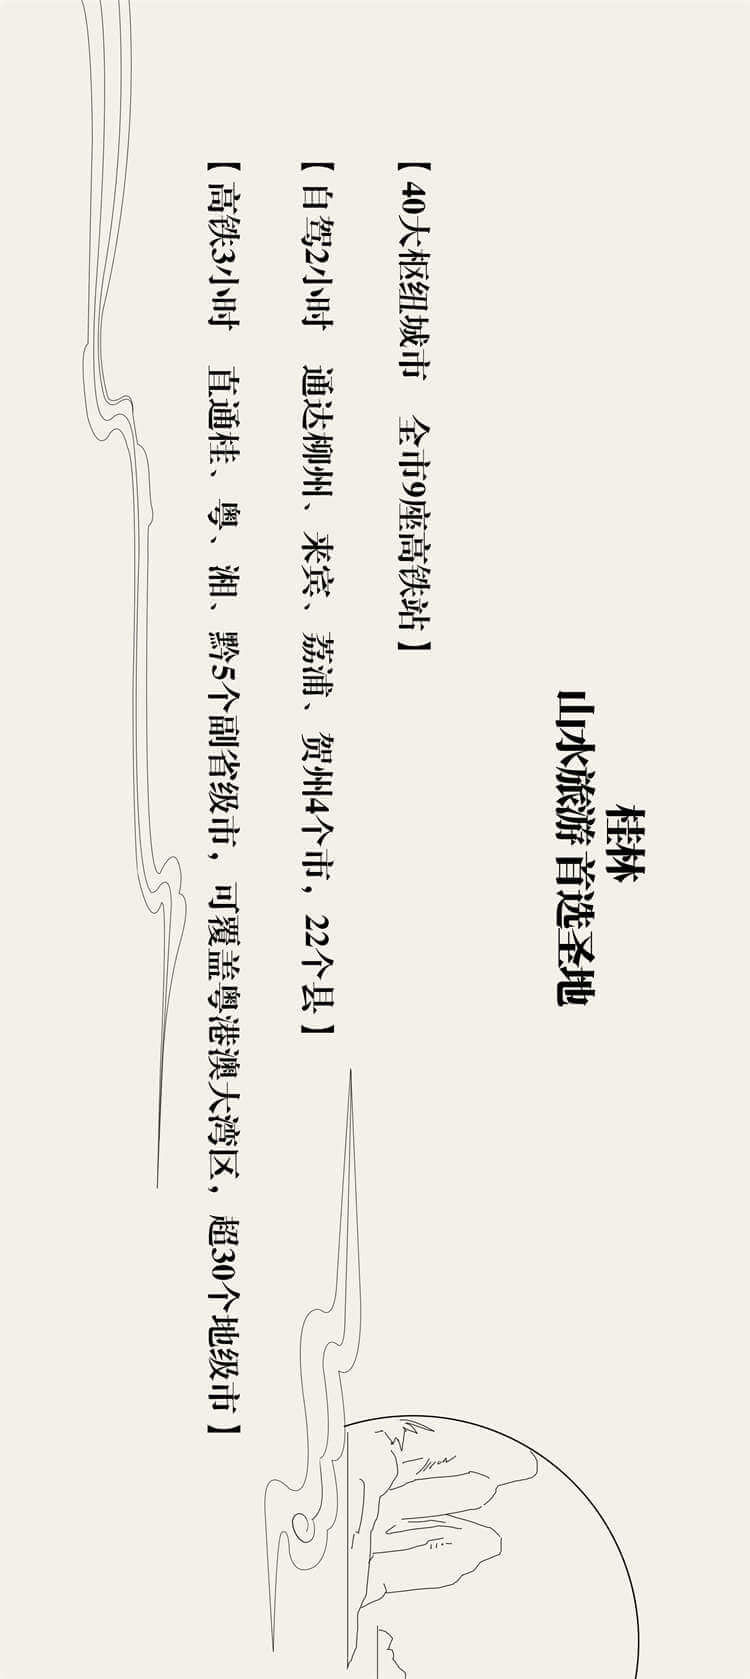 桂林
山水旅游 首选圣地
【40大枢纽城市 全市9座高铁站】
【自驾2小时 通达柳州、来宾、荔浦、贺州4个市，22个县】
【高铁3小时 直通桂、粤、湘、黔5个副省级市，可覆盖粤港澳大湾区，超30个地级市】